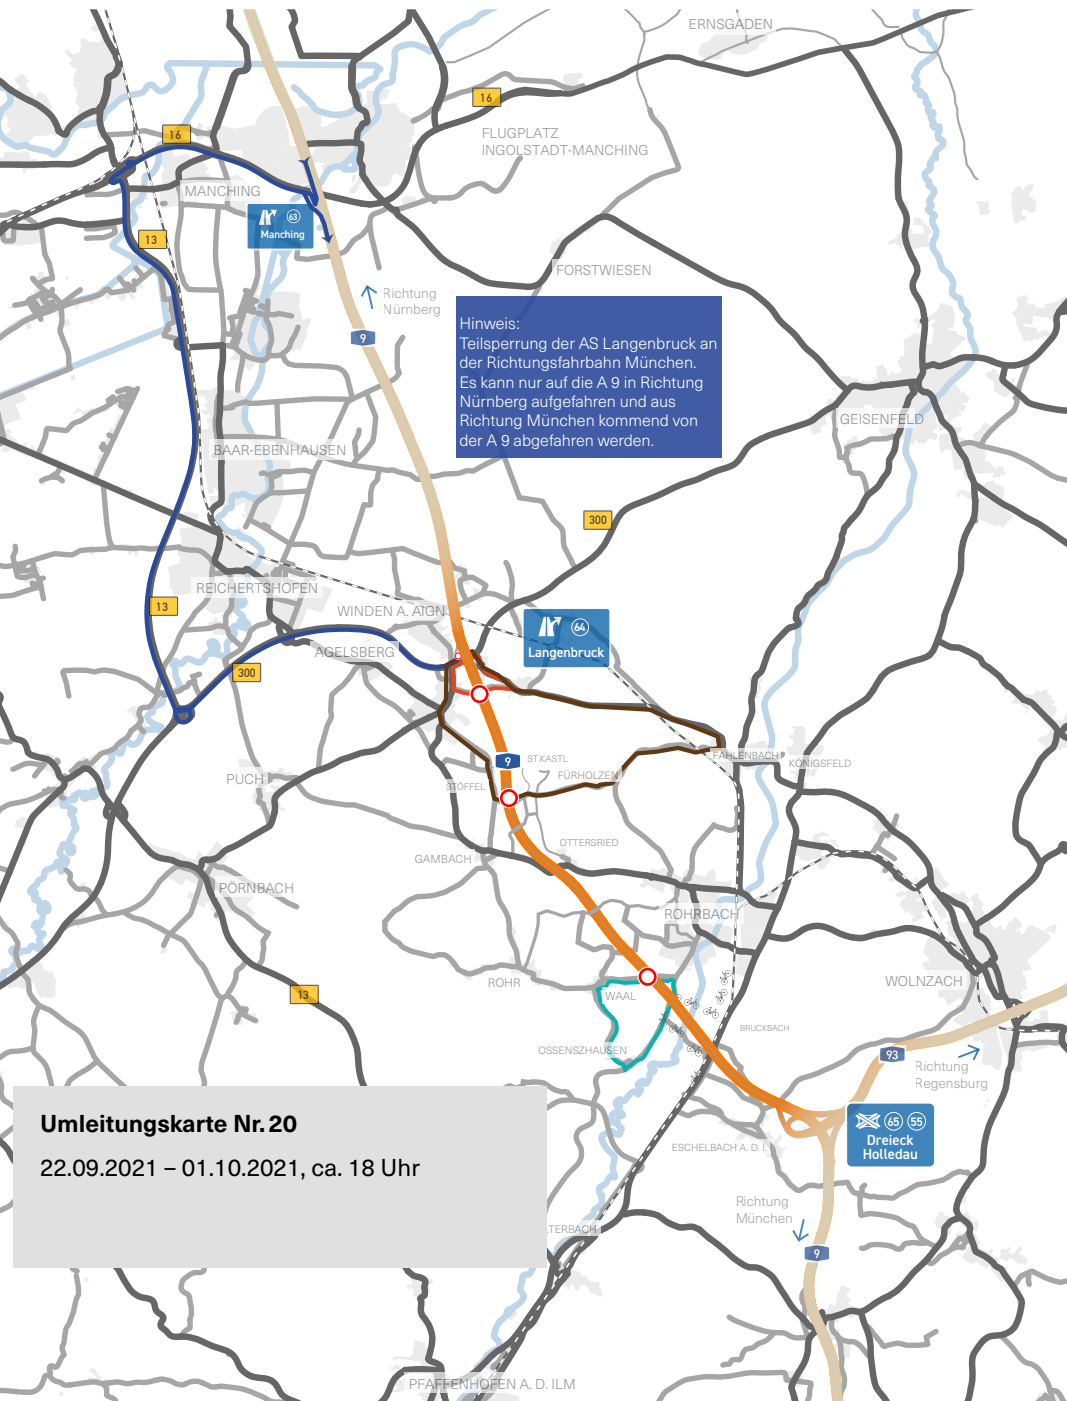 ERNSGADEN
16
FLUGPLATZ
INGOLSTADT-MANCHING
16
MANCHING
63
Manching
13
FORSTWIESEN
Richtung
Nürnberg
9
Hinweis:
Teilsperrung der AS Langenbruck an
der Richtungsfahrbahn München.
Es kann nur auf die A 9 in Richtung
Nürnberg aufgefahren und aus
Richtung München kommend von
der A 9 abgefahren werden.
GEISENFELD
BAAR-EBENHAUSEN
300
REICHERTSHOFEN
13
WINDEN A. AIGN
64
Langenbruck
AGELSBERG
300
9
ST.KASTL
FAHLENBACH
KÖNIGSFELD
PUCH
STÖFFEL
FÜRHOLZEN
OTTERSRIED
GAMBACH
PÖRNBACH
ROHRBACH
ROHR
WAAL
WOLNZACH
13
BRUCKBACH
OSSENSZHAUSEN
93
Richtung
Regensburg
Umleitungskarte Nr. 20
22.09.2021 – 01.10.2021, ca. 18 Uhr
65 55
Dreieck
Holledau
ESCHELBACH A. D. I.
Richtung
München
LTERBACH
9
PFAFFENHOFEN A. D. ILM